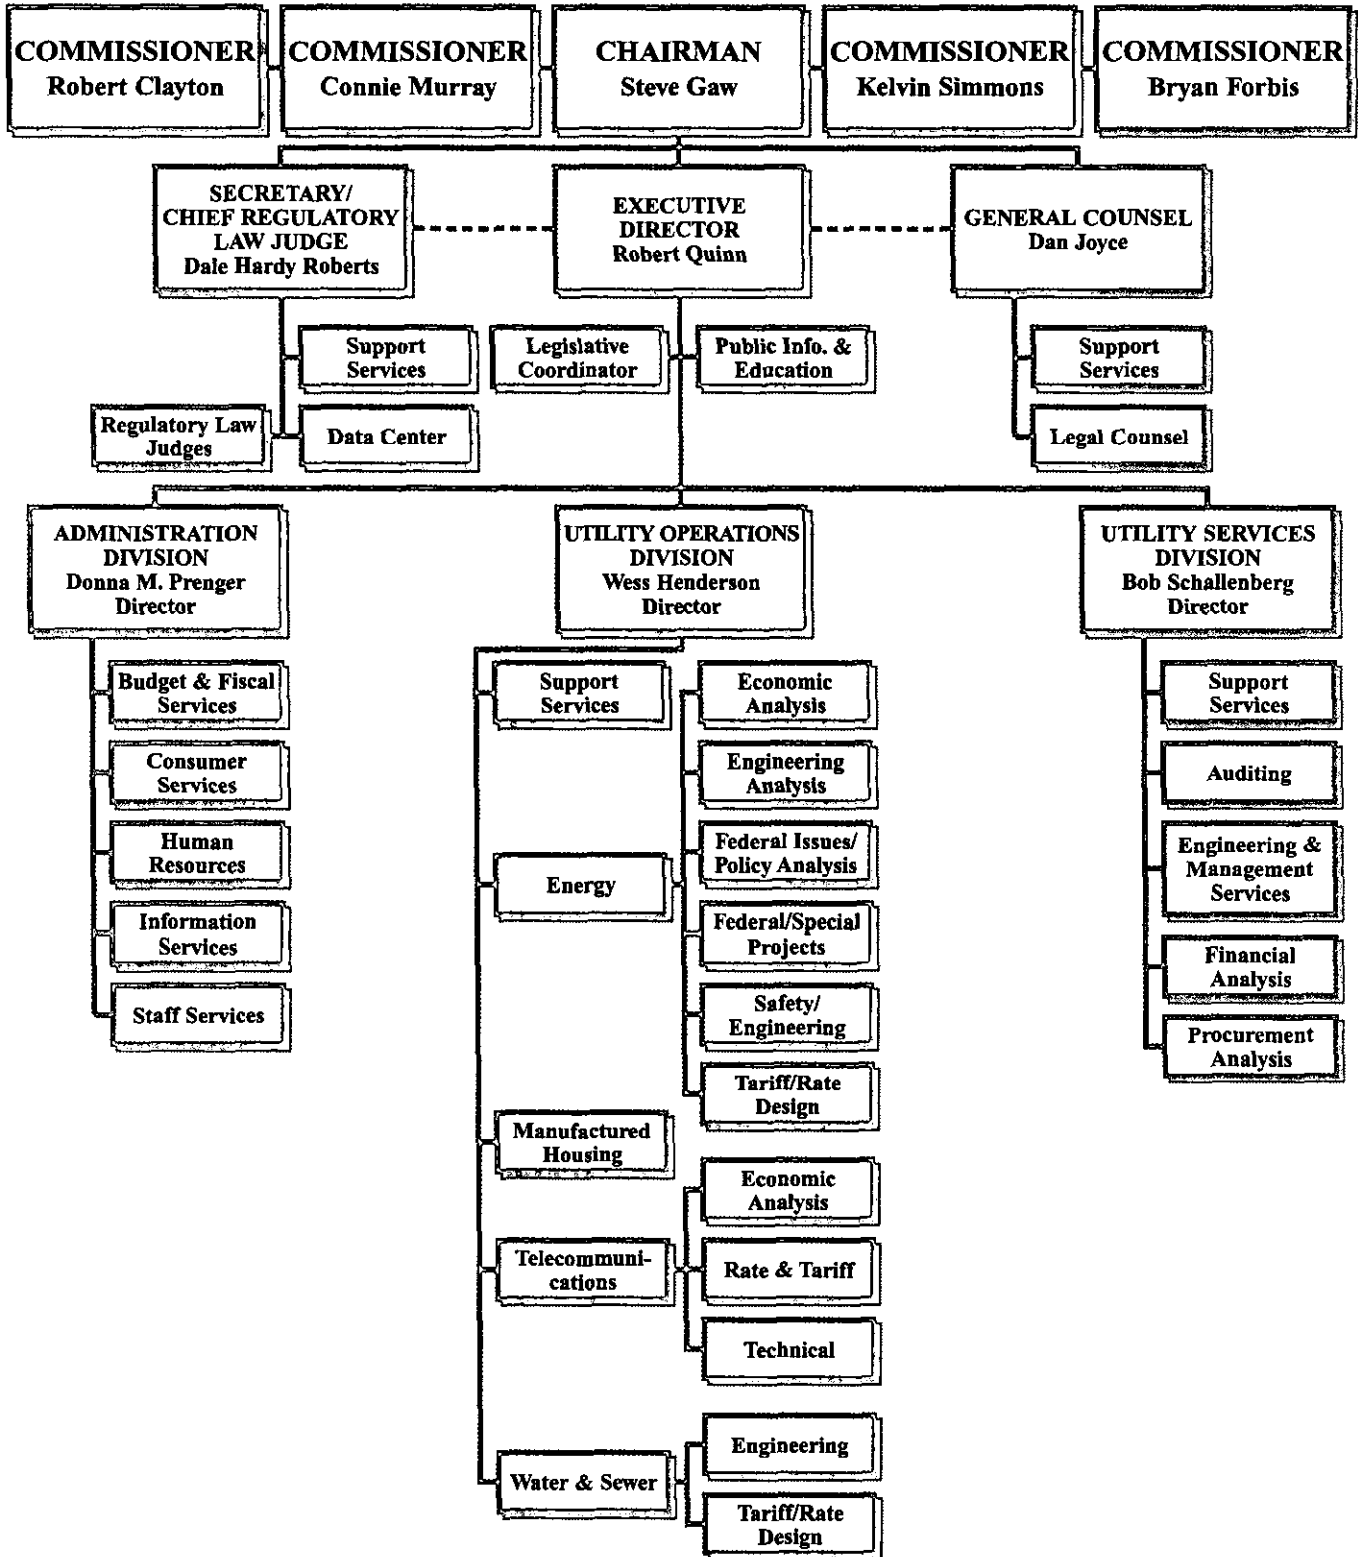 COMMISSIONER
Robert Clayton
COMMISSIONER
Connie Murray
CHAIRMAN
Steve Gaw
COMMISSIONER
Kelvin Simmons
COMMISSIONER
Bryan Forbis
SECRETARY/
CHIEF REGULATORY
LAW JUDGE
Dale Hardy Roberts
EXECUTIVE
DIRECTOR
Robert Quinn
GENERAL COUNSEL
Dan Joyce
Support
Services
Regulatory Law
Judges
Data Center
Legislative
Coordinator
Public Info. &
Education
Support
Services
Legal Counsel
ADMINISTRATION
DIVISION
Donna M. Prenger
Director
Budget & Fiscal
Services
Consumer
Services
Human
Resources
Information
Services
Staff Services
UTILITY OPERATIONS
DIVISION
Wess Henderson
Director
Support
Services
Energy
Economic
Analysis
Engineering
Analysis
Federal Issues/
Policy Analysis
Federal/Special
Projects
Safety/
Engineering
Tariff/Rate
Design
Manufactured
Housing
Telecommuni-
cations
Economic
Analysis
Rate & Tariff
Technical
Water & Sewer
Engineering
Tariff/Rate
Design
UTILITY SERVICES
DIVISION
Bob Schallenberg
Director
Support
Services
Auditing
Engineering &
Management
Services
Financial
Analysis
Procurement
Analysis